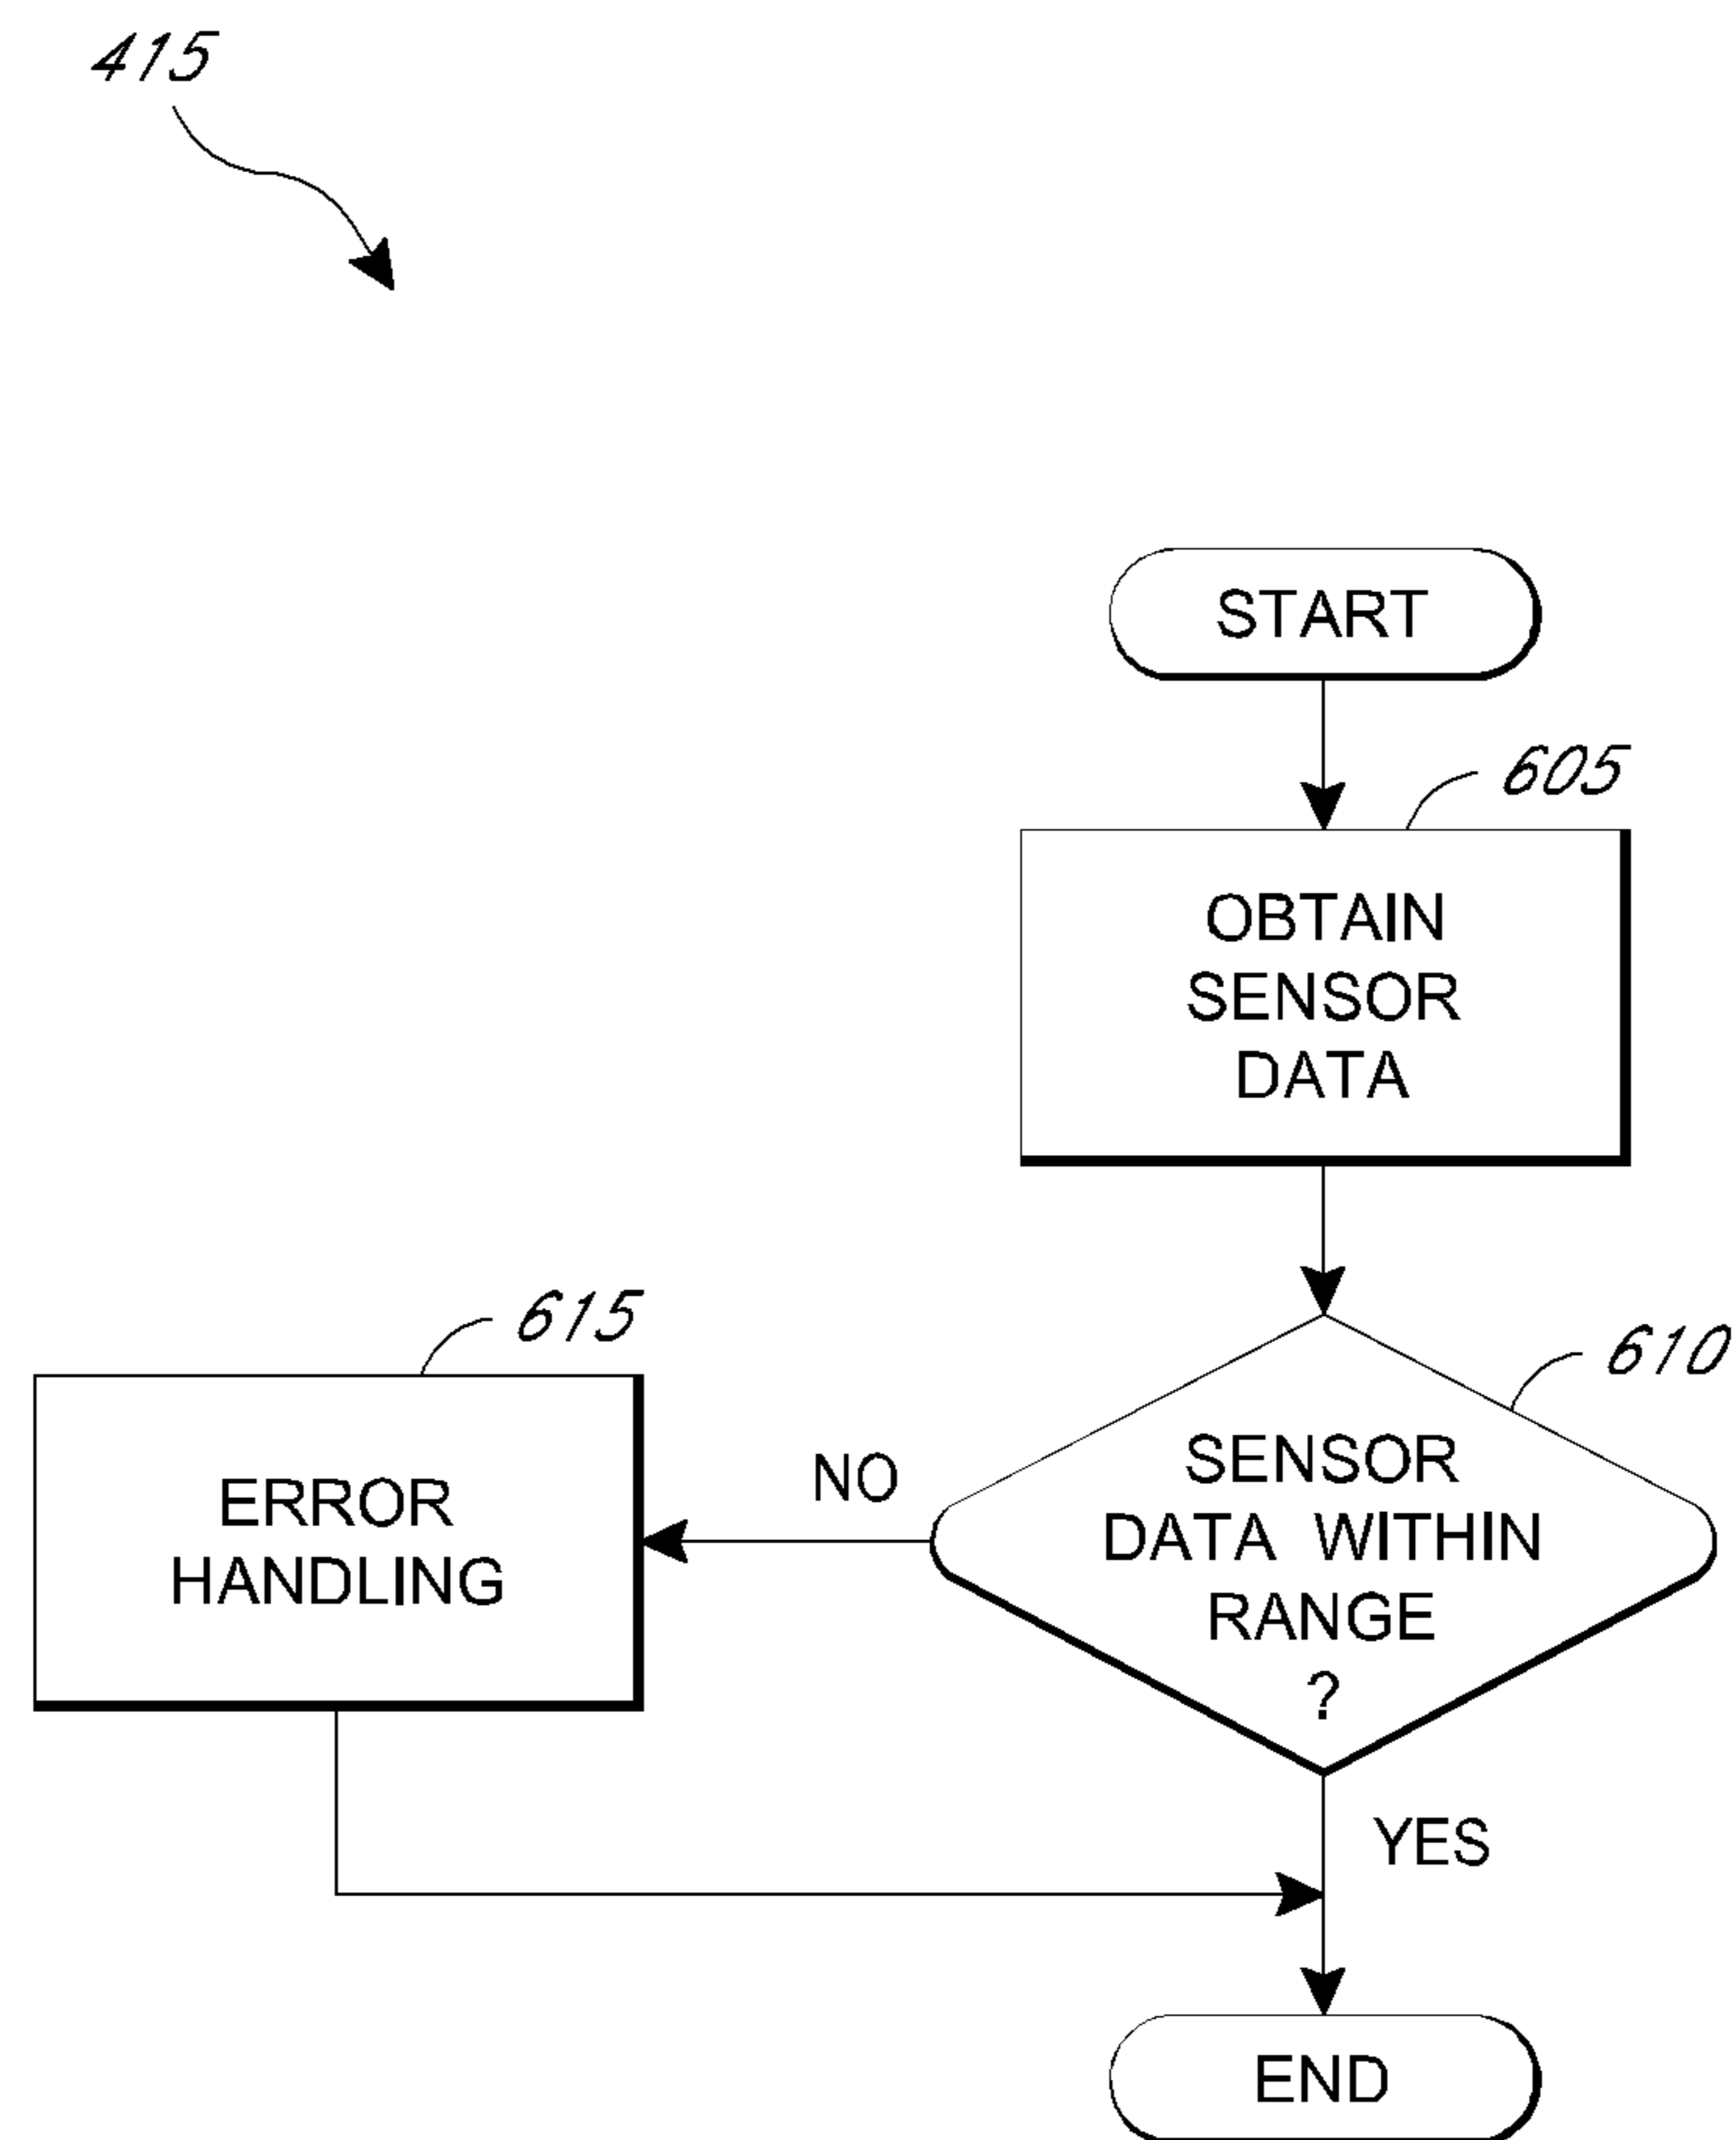 415
START
605
OBTAIN
SENSOR
DATA
615
610
ERROR
HANDLING
NO
SENSOR
DATA WITHIN
RANGE
?
YES
END